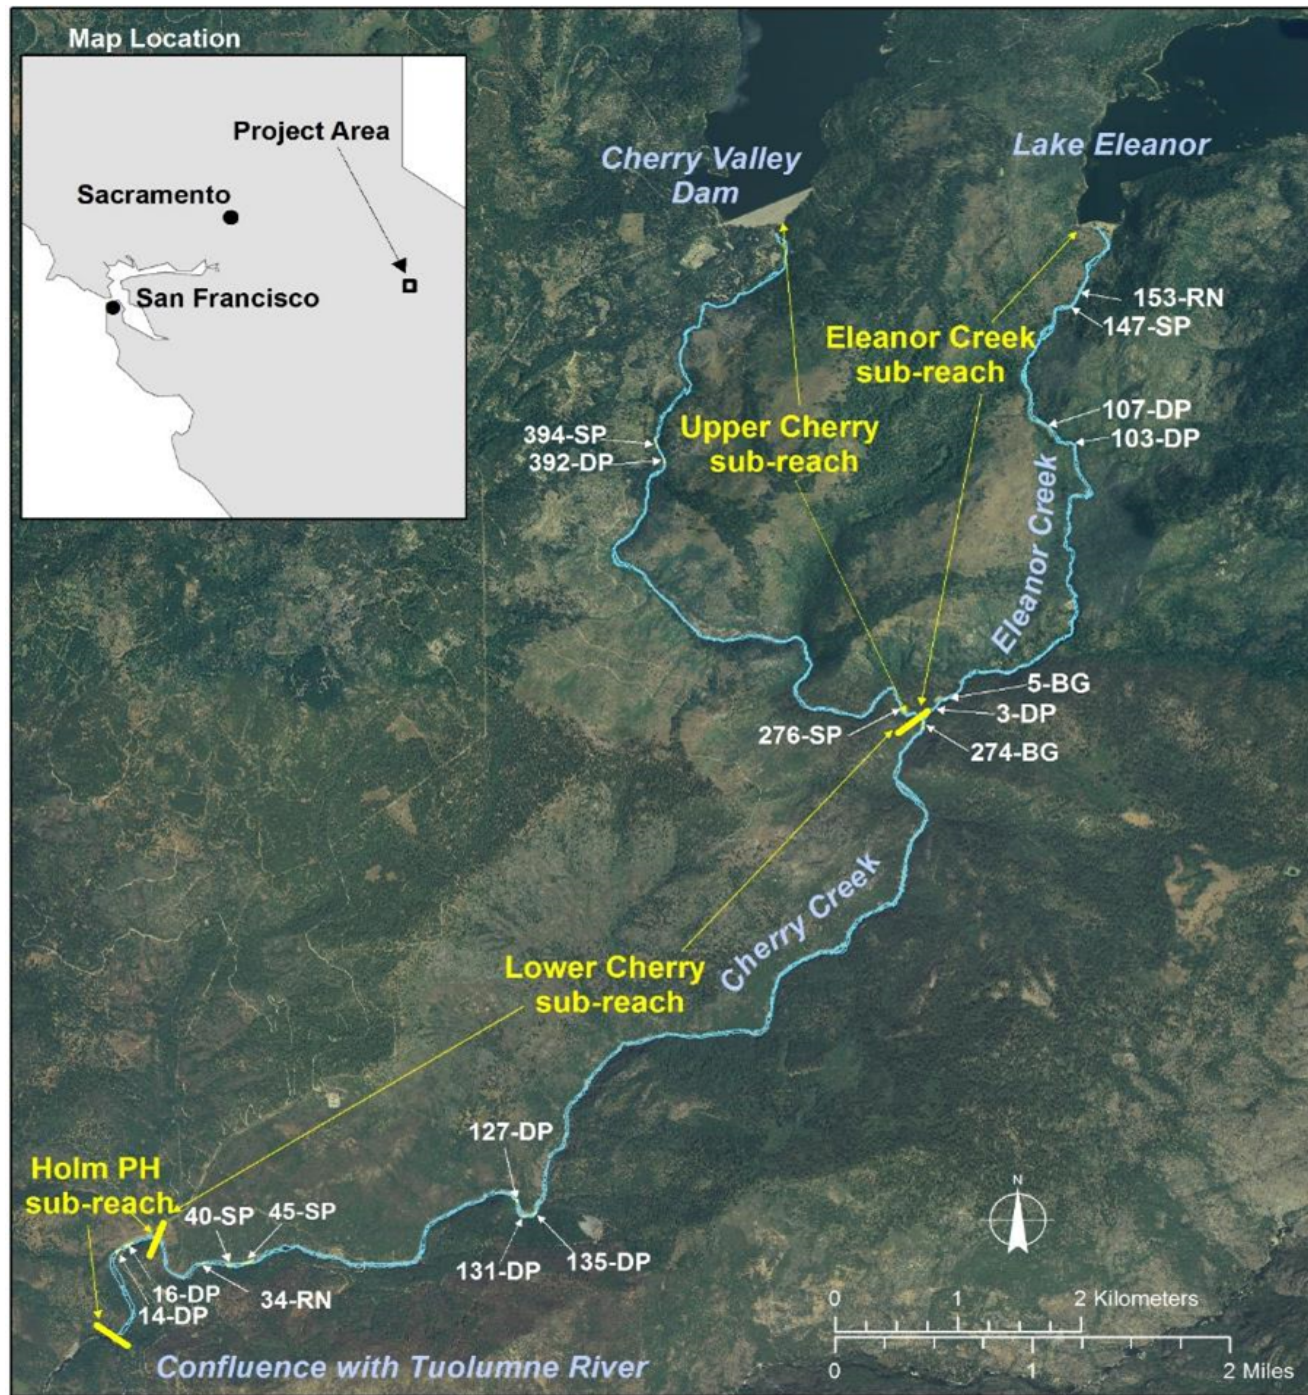 Map Location
Project Area
Sacramento
San Francisco
Cherry Valley
Dam
Lake Eleanor
153-RN
147-SP
Eleanor Creek
sub-reach
107-DP
103-DP
Upper Cherry
sub-reach
394-SP
392-DP
Eleanor Creek
5-BG
3-DP
276-SP
274-BG
Cherry Creek
Lower Cherry
sub-reach
127-DP
Holm PH
sub-reach
40-SP
45-SP
131-DP
135-DP
16-DP
14-DP
34-RN
N
0 1 2 Kilometers
0 1 2 Miles
Confluence with Tuolumne River